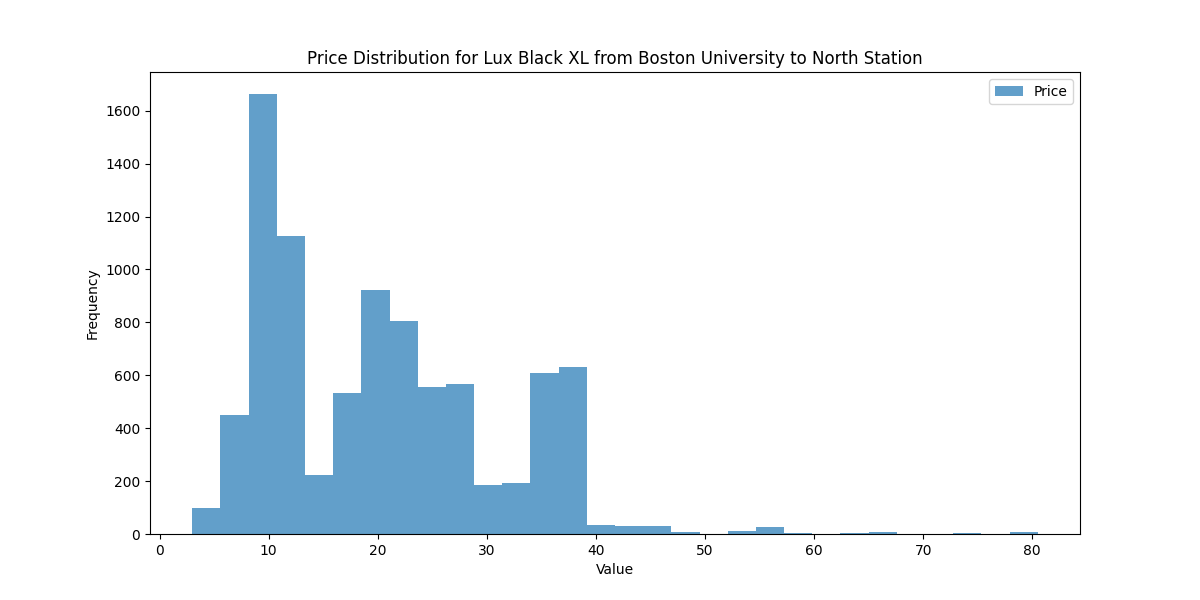 Price Distribution for Lux Black XL from Boston University to North Station
Price
1600
1400
1200
1000
800
600
400
200
0
Frequency
0 10 20 30 40 50 60 70 80
Value